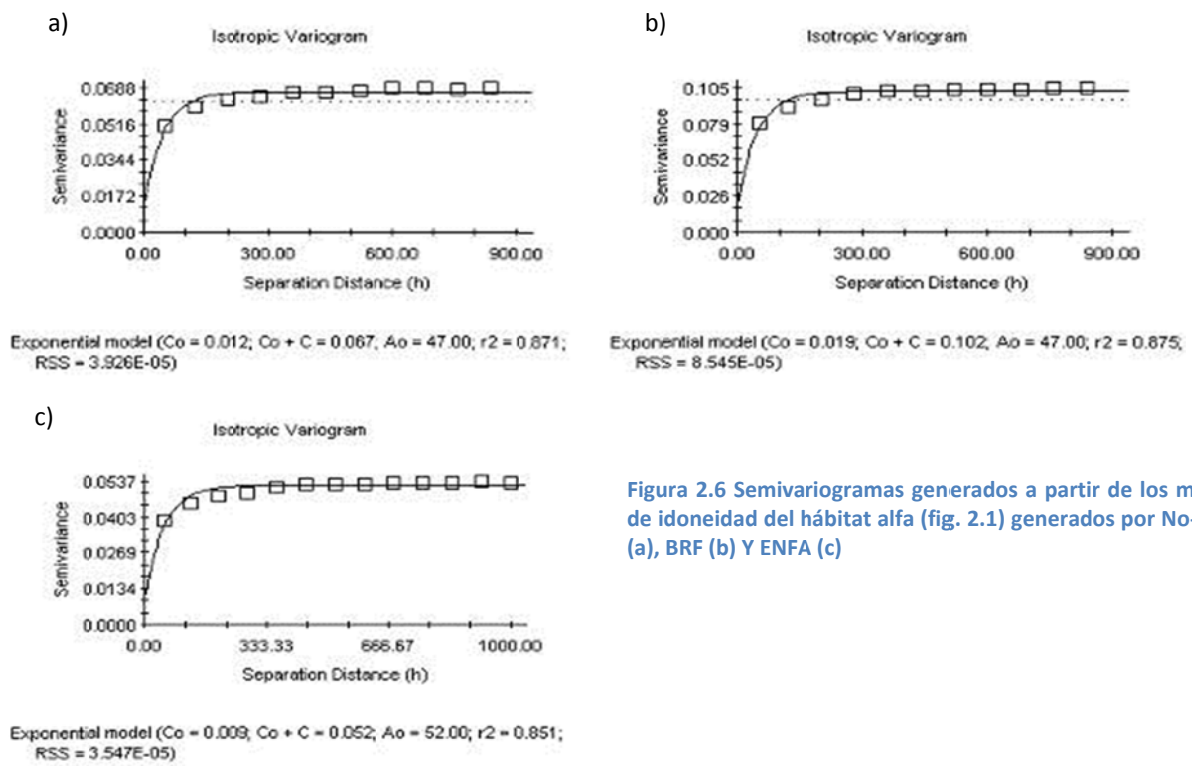 a)
Isotropic Variogram
0.0688
0.0516
0.0344
0.0172
0.0000
Semivariance
0.00 300.00 600.00 900.00
Separation Distance (h)
Exponential model (Co = 0.012; Co + C = 0.067; Ao = 47.00; r2 = 0.871;
RSS = 3.926E-05)
b)
Isotropic Variogram
0.105
0.079
0.052
0.026
0.000
Semivariance
0.00 300.00 600.00 900.00
Separation Distance (h)
Exponential model (Co = 0.019; Co + C = 0.102; Ao = 47.00; r2 = 0.875;
RSS = 8.545E-05)
c)
Isotropic Variogram
0.0537
0.0403
0.0269
0.0134
0.0000
Semivariance
0.00 333.33 666.67 1000.00
Separation Distance (h)
Exponential model (Co = 0.009; Co + C = 0.052; Ao = 52.00; r2 = 0.851;
RSS = 3.547E-05)
Figura 2.6 Semivariogramas generados a partir de los m
de idoneidad del hábitat alfa (fig. 2.1) generados por No-
(a), BRF (b) Y ENFA (c)